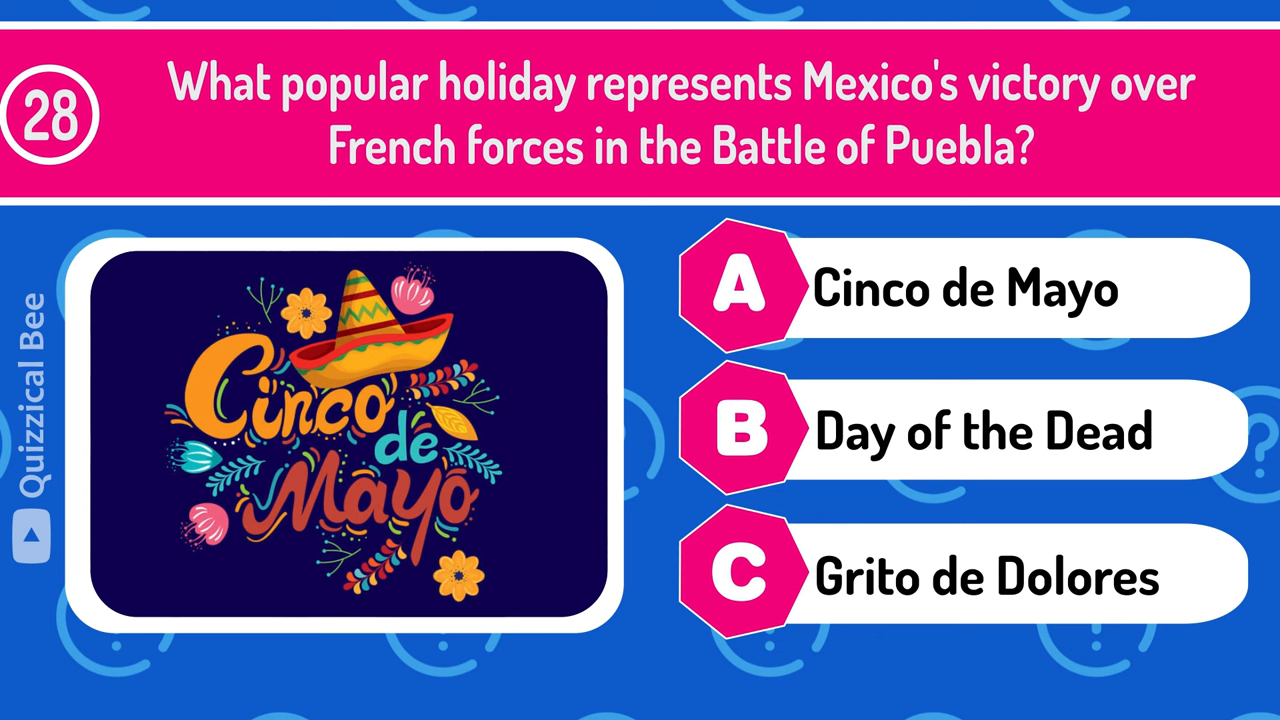 28
What popular holiday represents Mexico's victory over
French forces in the Battle of Puebla?
Quizzical Bee
Cinco
de
Mayo
A Cinco de Mayo
B Day of the Dead
C Grito de Dolores
?